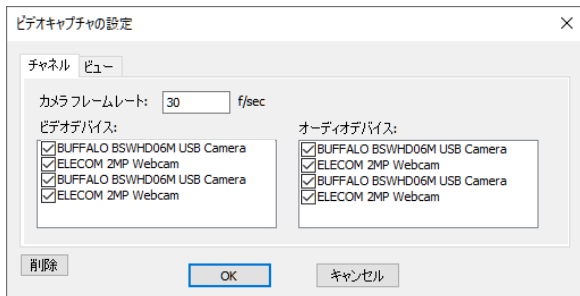 ビデオキャプチャの設定
チャネル ビュー
カメラフレームレート: 30 f/sec
ビデオデバイス:
BUFFALO BSWHD06M USB Camera
ELECOM 2MP Webcam
BUFFALO BSWHD06M USB Camera
ELECOM 2MP Webcam
オーディオデバイス:
BUFFALO BSWHD06M USB Camera
ELECOM 2MP Webcam
BUFFALO BSWHD06M USB Camera
ELECOM 2MP Webcam
削除
OK キャンセル